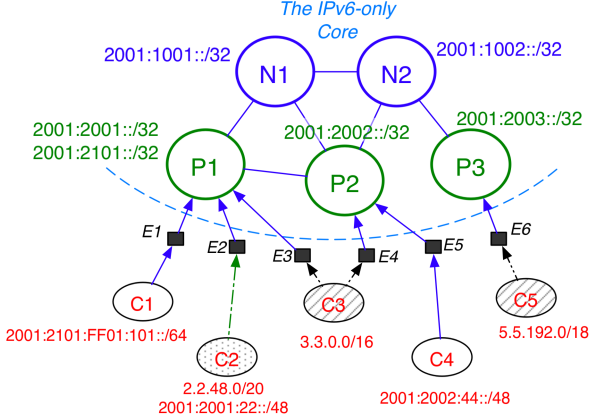 The IPv6-only
Core
2001:1001::/32
N1
N2
2001:1002::/32
2001:2001::/32
2001:2101::/32
2001:2002::/32
2001:2003::/32
P1
P2
P3
E1
E2
E3
E4
E5
E6
C1
C3
C5
2001:2101:FF01:101::/64
3.3.0.0/16
5.5.192.0/18
C2
C4
2.2.48.0/20
2001:2001:22::/48
2001:2002:44::/48